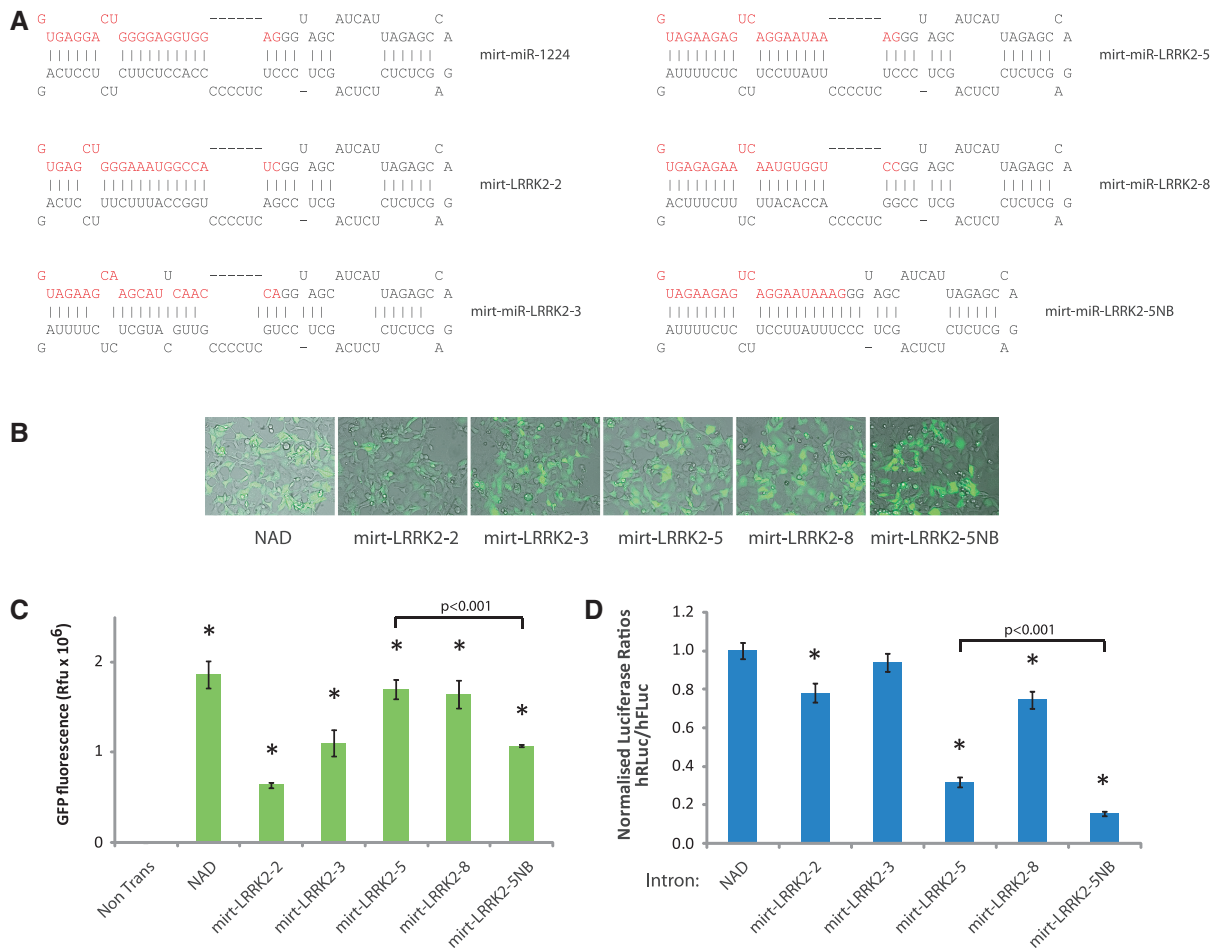 A
G CU ------ U AUCAU C
UGAGGA GGGGAGGUGG AGGG AGC UAGAGC A
|||||| |||||||||| |||| ||| ||||||
ACUCCU CUUCUCCACC UCCC UCG CUCUCG G
G CU CCCCUC – ACUCU A
mirt-miR-1224
G UC ------ U AUCAU C
UAGAAGAG AGGAAUAA AGGG AGC UAGAGC A
|||||||| |||||||| |||| ||| ||||||
AUUUUCUC UCCUUAUU UCCC UCG CUCUCG G
G CU CCCCUC – ACUCU A
mirt-miR-LRRK2-5
G CU ------ U AUCAU C
UGAG GGGAAAUGGCCA UCGG AGC UAGAGC A
|||| |||||||||||| |||| ||| ||||||
ACUC UUCUUUACCGGU AGCC UCG CUCUCG G
G CU CCCCUC – ACUCU A
mirt-LRRK2-2
G UC ------ U AUCAU C
UGAGAGAA AAUGUGGU CCGG AGC UAGAGC A
|||||||| |||||||| |||| ||| ||||||
ACUUUCUU UUACACCA GGCC UCG CUCUCG G
G UC CCCCUC – ACUCU A
mirt-miR-LRRK2-8
G CA U ------ U AUCAU C
UAGAAG AGCAU CAAC CAGG AGC UAGAGC A
|||||| ||||| |||| |||| ||| ||||||
AUUUUC UCGUA GUUG GUCC UCG CUCUCG G
G UC C CCCCUC – ACUCU A
mirt-miR-LRRK2-3
G UC U AUCAU C
UAGAAGAG AGGAAUAAAGGG AGC UAGAGC A
|||||||| |||||||||||| ||| ||||||
AUUUUCUC UCCUUAUUUCCC UCG CUCUCG G
G CU – ACUCU A
mirt-miR-LRRK2-5NB
B
NAD mirt-LRRK2-2 mirt-LRRK2-3 mirt-LRRK2-5 mirt-LRRK2-8 mirt-LRRK2-5NB
C
GFP fluorescence (Rfu x 10⁶)
2
1
0
p<0.001
* * * * * *
Non Trans NAD mirt-LRRK2-2 mirt-LRRK2-3 mirt-LRRK2-5 mirt-LRRK2-8 mirt-LRRK2-5NB
D
Normalised Luciferase Ratios
hRLuc/hFLuc
1.2
1.0
0.8
0.6
0.4
0.2
0.0
p<0.001
* * * *
Intron: NAD mirt-LRRK2-2 mirt-LRRK2-3 mirt-LRRK2-5 mirt-LRRK2-8 mirt-LRRK2-5NB